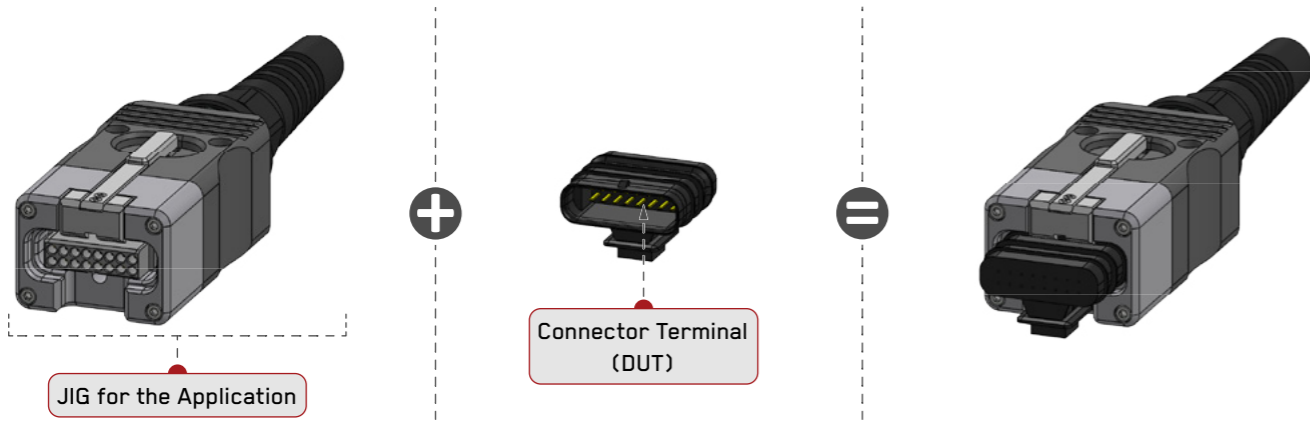 JIG for the Application
Connector Terminal
(DUT)